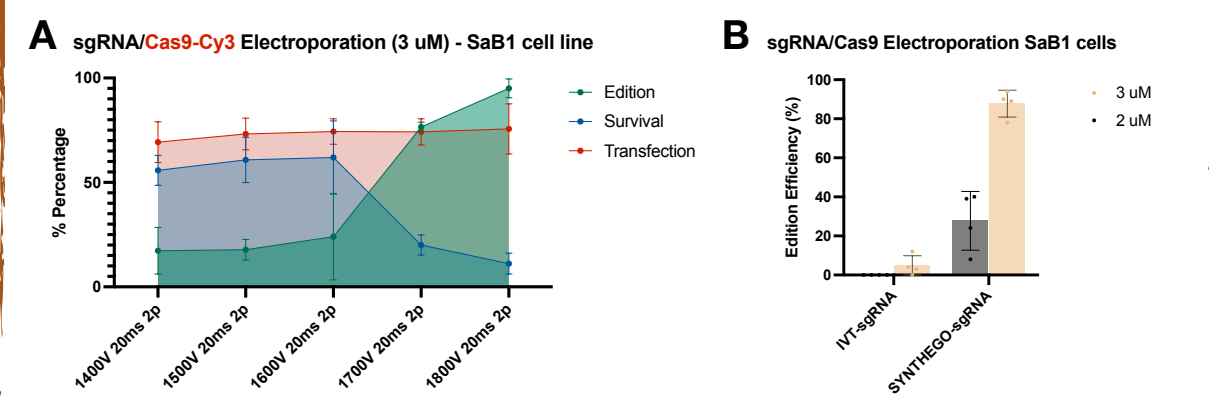 A sgRNA/Cas9-Cy3 Electroporation (3 uM) - SaB1 cell line
% Percentage
100
50
0
1400V 20ms 2p
1500V 20ms 2p
1600V 20ms 2p
1700V 20ms 2p
1800V 20ms 2p
Edition
Survival
Transfection
B sgRNA/Cas9 Electroporation SaB1 cells
Edition Efficiency (%)
100
80
60
40
20
0
IVT-sgRNA
SYNTHEGO-sgRNA
3 uM
2 uM